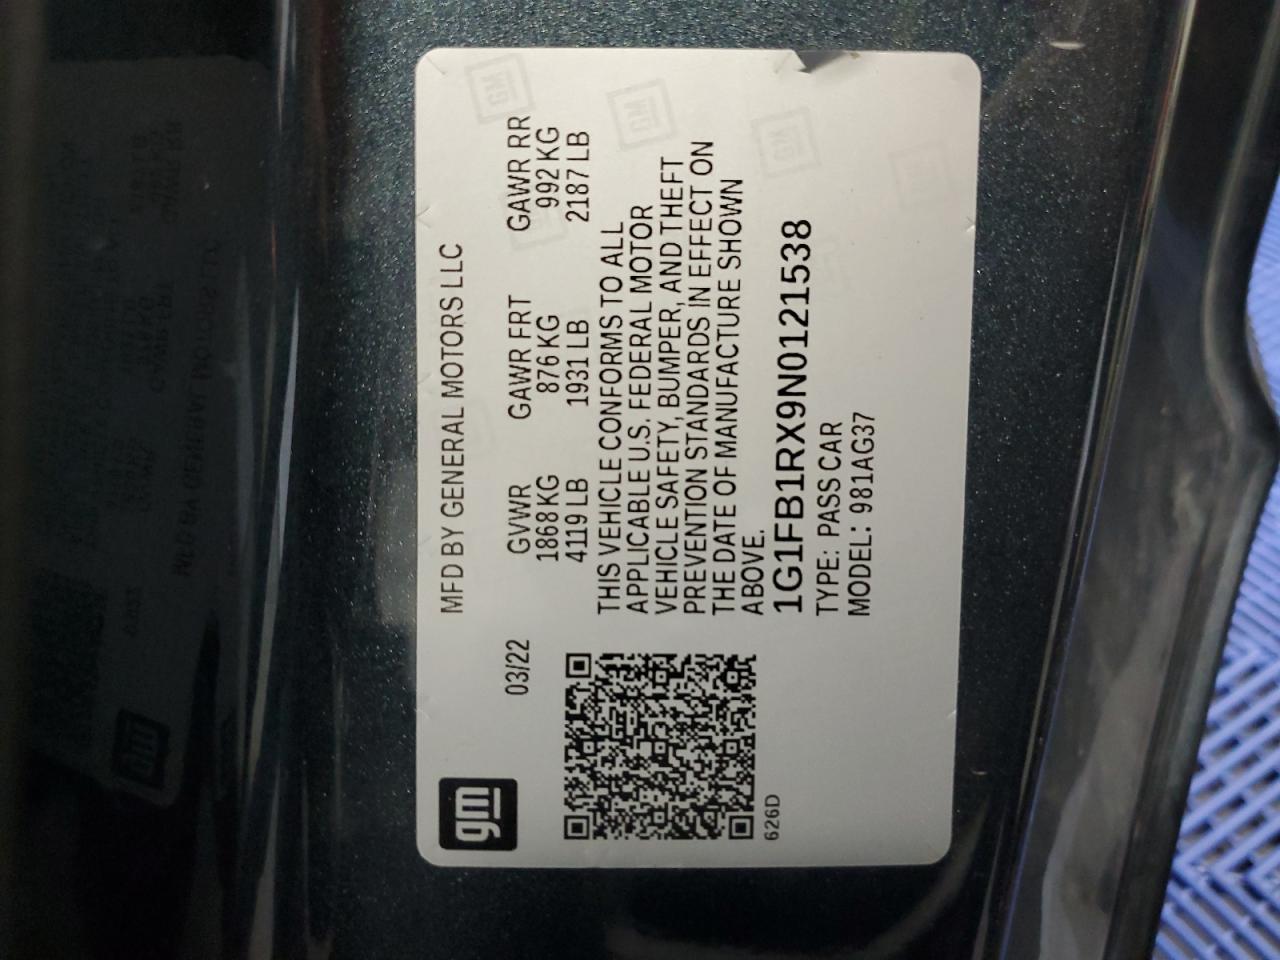 gm
MFD BY GENERAL MOTORS LLC
03/22
GVWR GAWR FRT GAWR RR
1868 KG 876 KG 992 KG
4119 LB 1931 LB 2187 LB
THIS VEHICLE CONFORMS TO ALL
APPLICABLE U.S. FEDERAL MOTOR
VEHICLE SAFETY, BUMPER, AND THEFT
PREVENTION STANDARDS IN EFFECT ON
THE DATE OF MANUFACTURE SHOWN
ABOVE.
1G1FB1RX9N0121538
TYPE: PASS CAR
MODEL: 981AG37
626D